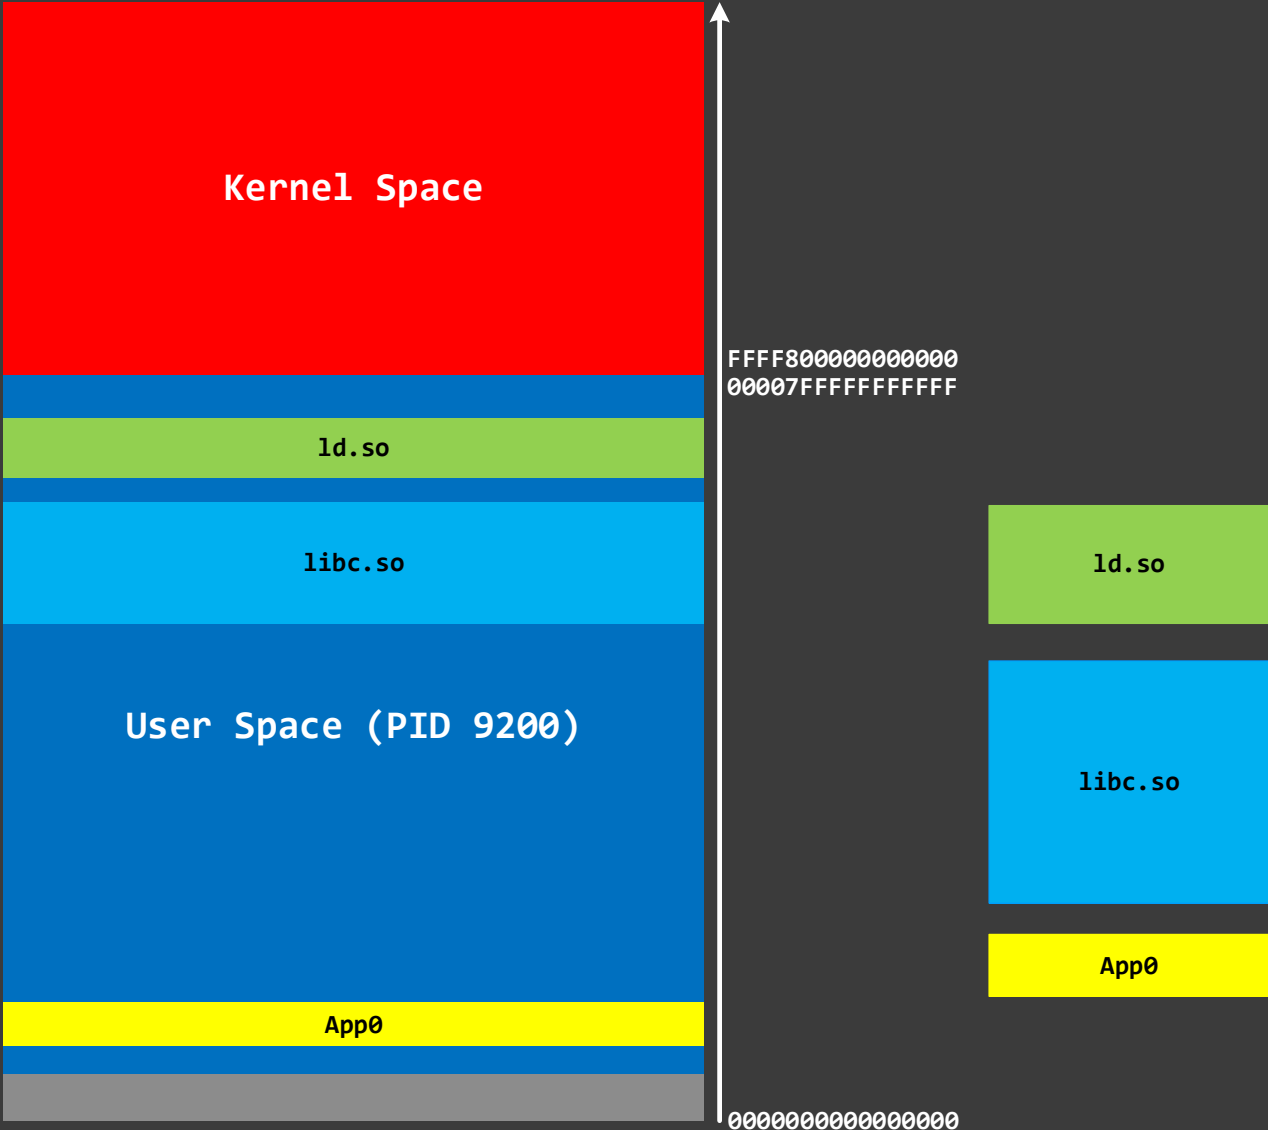 Kernel Space
FFFF800000000000
00007FFFFFFFFFFF
ld.so
libc.so
User Space (PID 9200)
App0
0000000000000000
ld.so
libc.so
App0